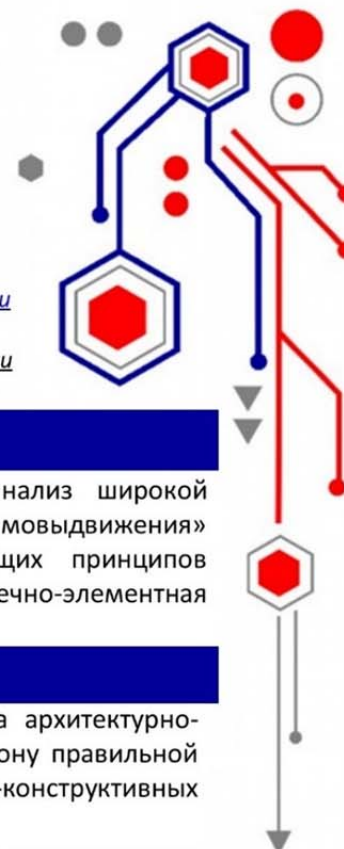 и
и
нализ широкой
мовыдвижения»
щих принципов
ечно-элементная
а архитектурно-
ону правильной
-конструктивных